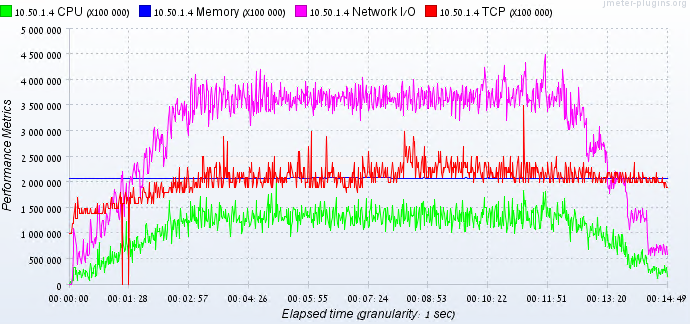 jmeter-plugins.org
10.50.1.4 CPU (X100 000) 10.50.1.4 Memory (X100 000) 10.50.1.4 Network I/O 10.50.1.4 TCP (X100 000)
5 000 000
4 500 000
4 000 000
3 500 000
3 000 000
2 500 000
2 000 000
1 500 000
1 000 000
500 000
0
Performance Metrics
00:00:00 00:01:28 00:02:57 00:04:26 00:05:55 00:07:24 00:08:53 00:10:22 00:11:51 00:13:20 00:14:49
Elapsed time (granularity: 1 sec)